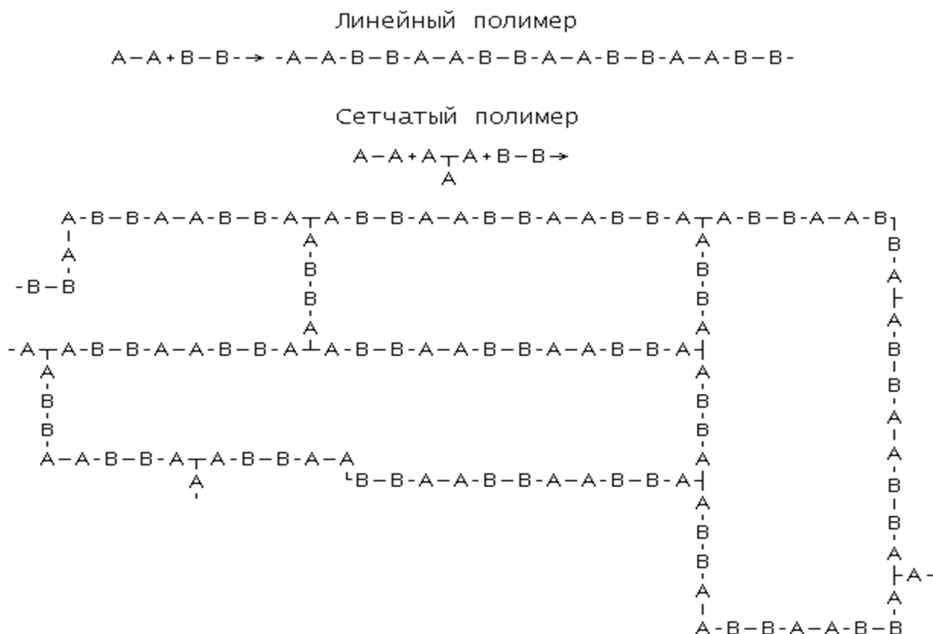 Линейный полимер
A—A+B—B-→ -A—A-B—B-A—A-B—B-A—A-B—B-A—A-B—B-
Сетчатый полимер
A—A+A┬A+B—B→
A
A-B—B-A—A-B—B-A┬A-B—B-A—A-B—B-A—A-B—B-A┬A-B—B-A—A-B┐
A A B
A B B A
-B—B B B ├
A A A
-A┬A-B—B-A—A-B—B-A┴A-B—B-A—A-B—B-A—A-B—B-A┤ B
A A B
B B A
B B A
A—A-B—B-A┬A-B—B-A—A A B
A └B—B-A—A-B—B-A—A-B—B-A┤ B
A B
B A
B ├A-
A A
A-B—B-A—A-B—B